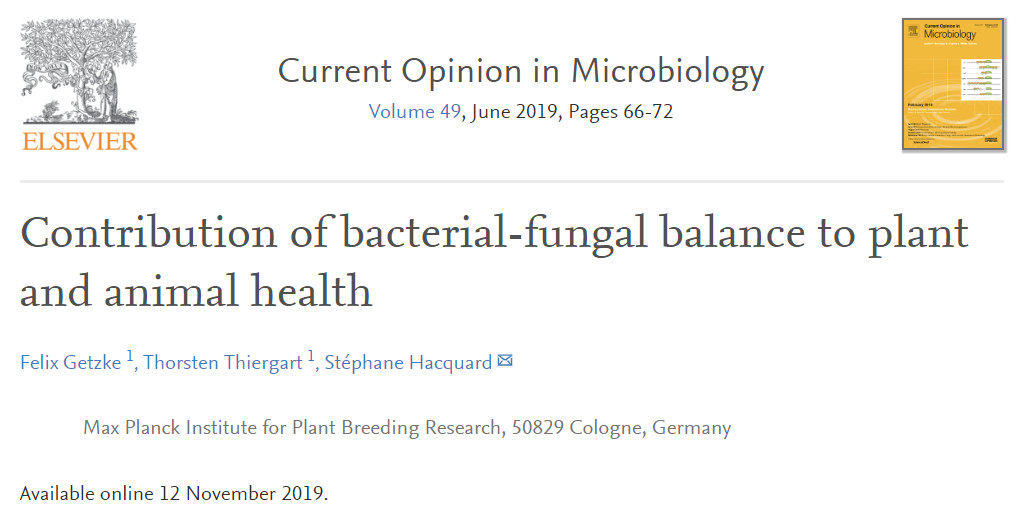 Current Opinion in Microbiology
Volume 49, June 2019, Pages 66-72
ELSEVIER
Current Opinion in
Microbiology
Contribution of bacterial-fungal balance to plant
and animal health
Felix Getzke 1, Thorsten Thiergart 1, Stéphane Hacquard
Max Planck Institute for Plant Breeding Research, 50829 Cologne, Germany
Available online 12 November 2019.